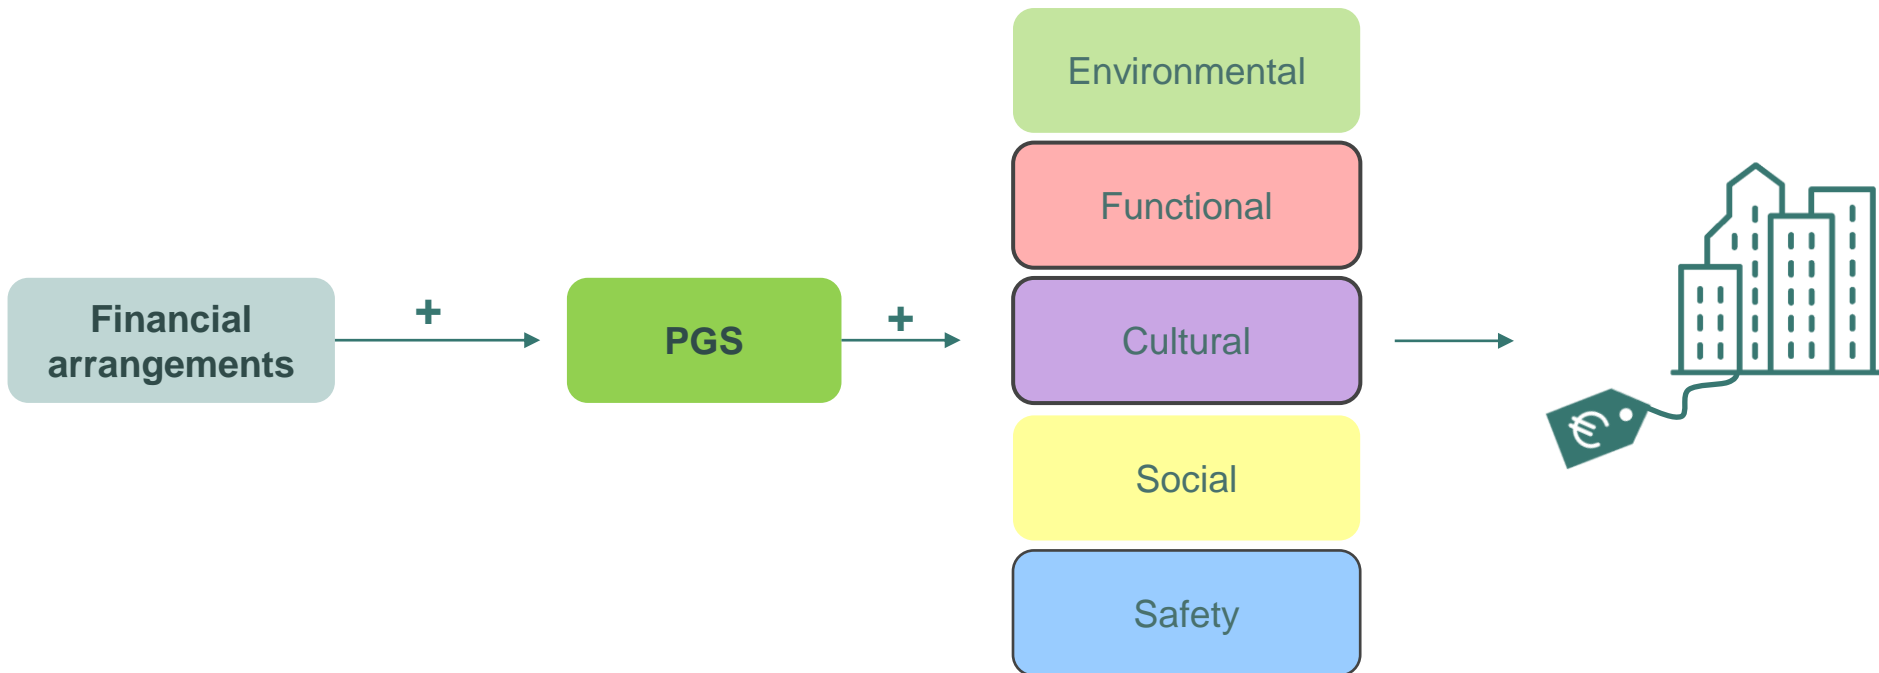 Environmental
Functional
Financial
arrangements
+
PGS
+
Cultural
Social
Safety
€